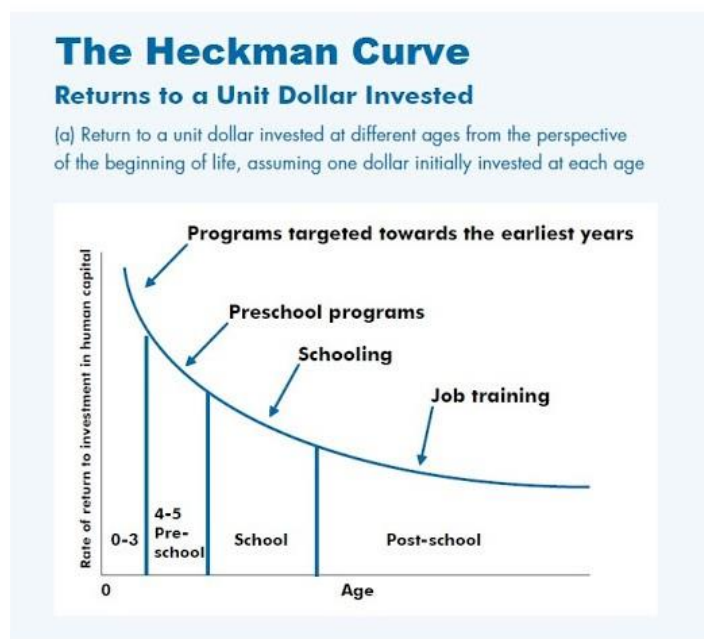 The Heckman Curve
Returns to a Unit Dollar Invested
(a) Return to a unit dollar invested at different ages from the perspective
of the beginning of life, assuming one dollar initially invested at each age
Rate of return to investment in human capital
Programs targeted towards the earliest years
Preschool programs
Schooling
Job training
0-3
4-5
Pre-
school
School
Post-school
0
Age